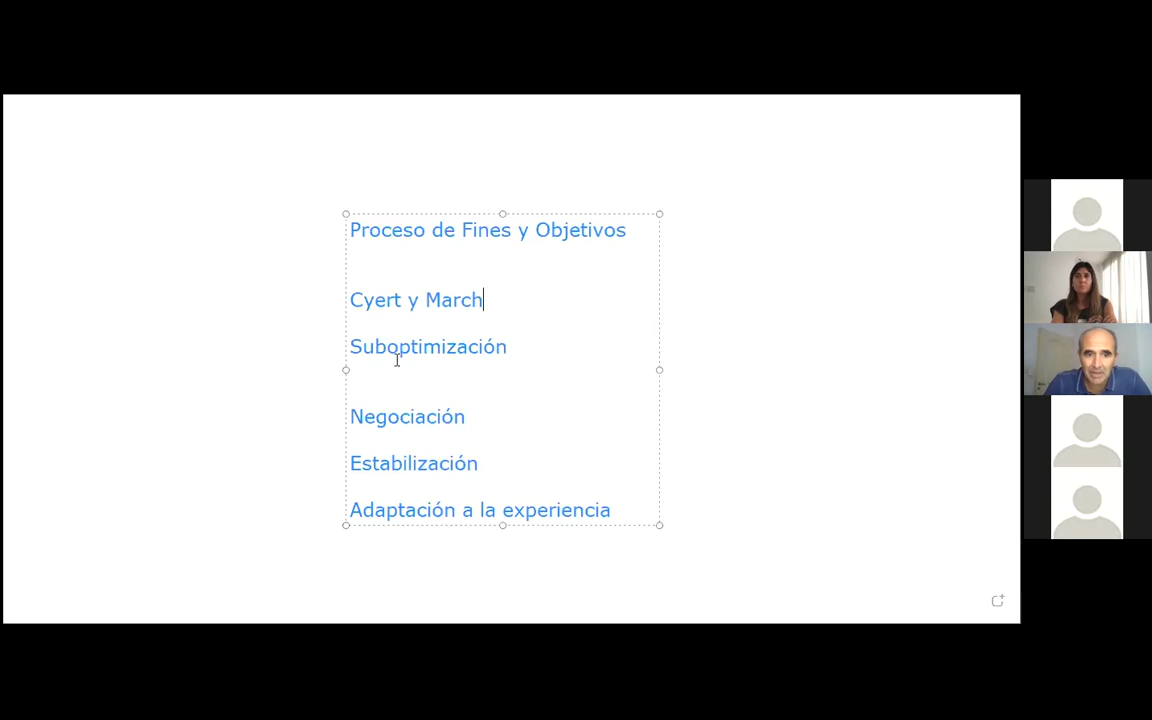 Proceso de Fines y Objetivos
Cyert y March
Suboptimización
Negociación
Estabilización
Adaptación a la experiencia